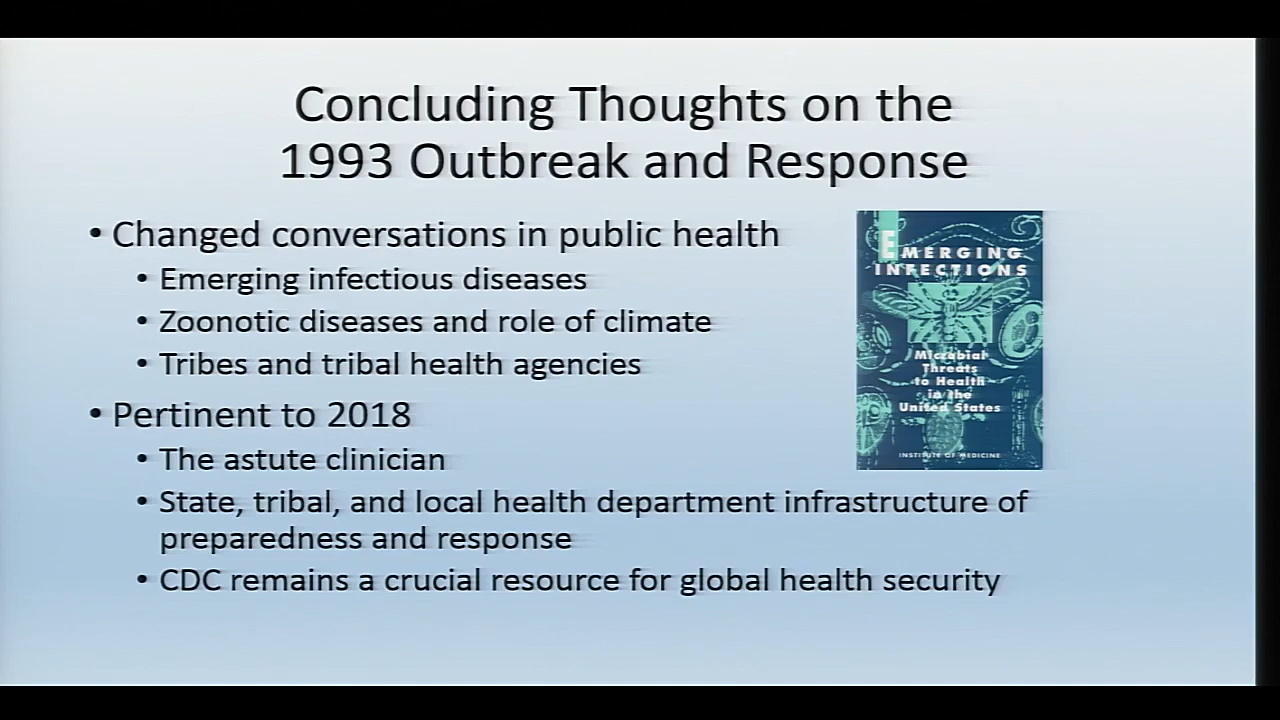 Concluding Thoughts on the
1993 Outbreak and Response
• Changed conversations in public health
• Emerging infectious diseases
• Zoonotic diseases and role of climate
• Tribes and tribal health agencies
• Pertinent to 2018
• The astute clinician
• State, tribal, and local health department infrastructure of
preparedness and response
• CDC remains a crucial resource for global health security
EMERGING
INFECTIONS
Microbial
Threats
to Health
in the
United States
INSTITUTE OF MEDICINE